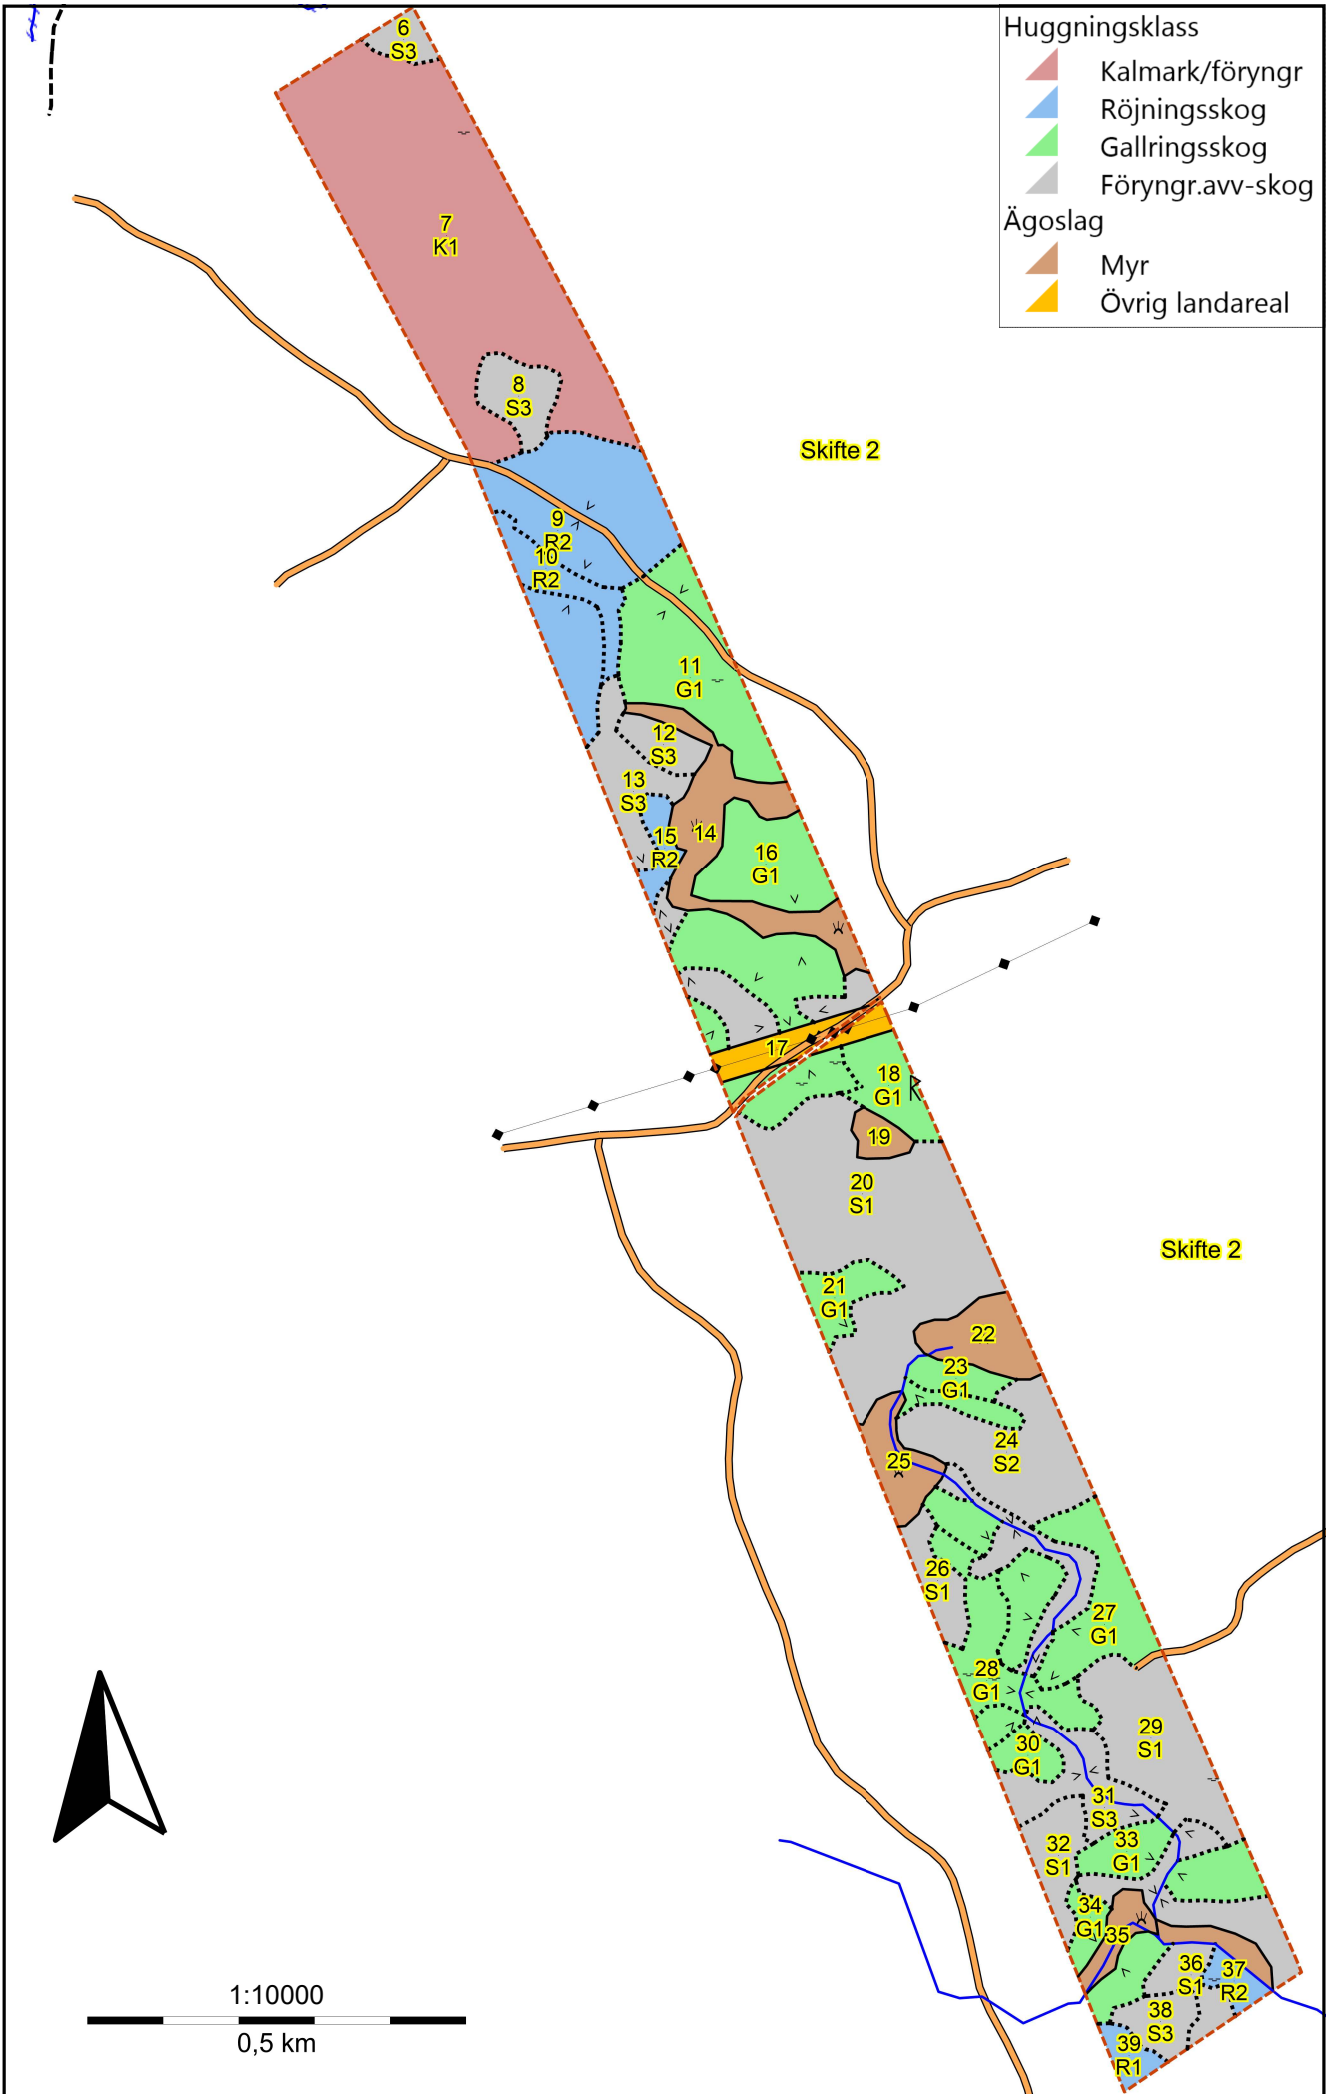 Huggningsklass
Kalmark/föryngr
Röjningsskog
Gallringsskog
Föryngr.avv-skog
Ägoslag
Myr
Övrig landareal
6
S3
7
K1
8
S3
Skifte 2
9
R2
10
R2
11
G1
12
S3
13
S3
14
15
R2
16
G1
17
18
G1
R
19
20
S1
Skifte 2
21
G1
22
23
G1
24
S2
25
26
S1
27
G1
28
G1
29
S1
30
G1
31
S3
32
S1
33
G1
34
G1
35
36
S1
37
R2
38
S3
39
R1
1:10000
0,5 km